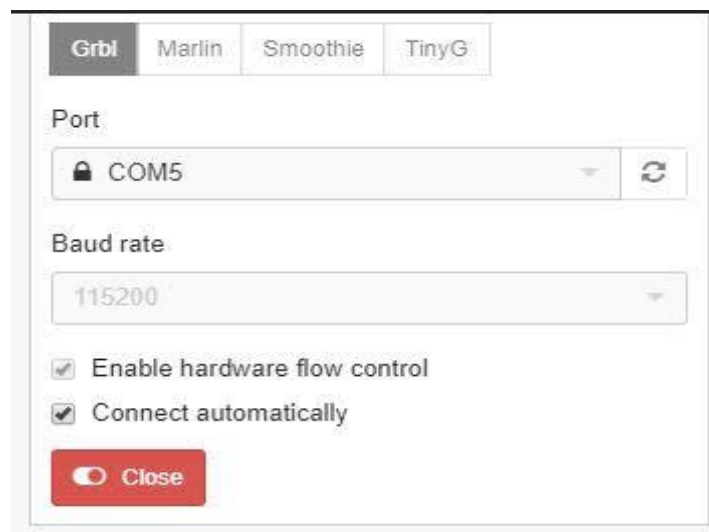 Grbl Marlin Smoothie TinyG
Port
COM5
Baud rate
115200
Enable hardware flow control
Connect automatically
Close